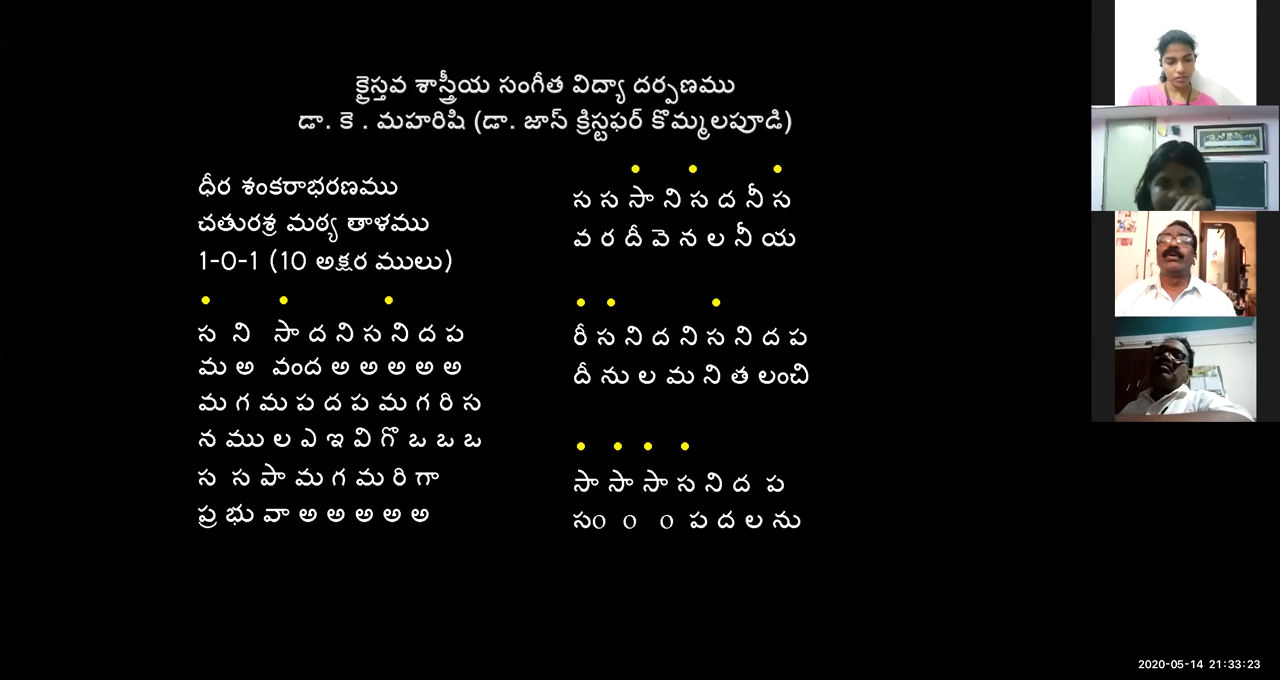 క్రైస్తవ శాస్త్రీయ సంగీత విద్యా దర్పణము
డా. కె . మహరిషి (డా. జాస్ క్రిస్టఫర్ కొమ్మలపూడి)
ధీర శంకరాభరణము
చతురశ్ర మఠ్య తాళము
1-0-1 (10 అక్షర ములు)
స ని సా ద ని స ని ద ప
మ అ వంద అ అ అ అ అ
మ గ మ ప ద ప మ గ రి స
న ము ల ఎ ఇ వి గొ ఒ ఒ ఒ
స స పా మ గ మ రి గా
ప్ర భు వా అ అ అ అ అ
స స సా ని స ద నీ స
వ ర దీ వె న ల నీ య
రీ స ని ద ని స ని ద ప
దీ ను ల మ ని త లంచి
సా సా సా స ని ద ప
సం ం ం ప ద ల ను
2020-05-14 21:33:23